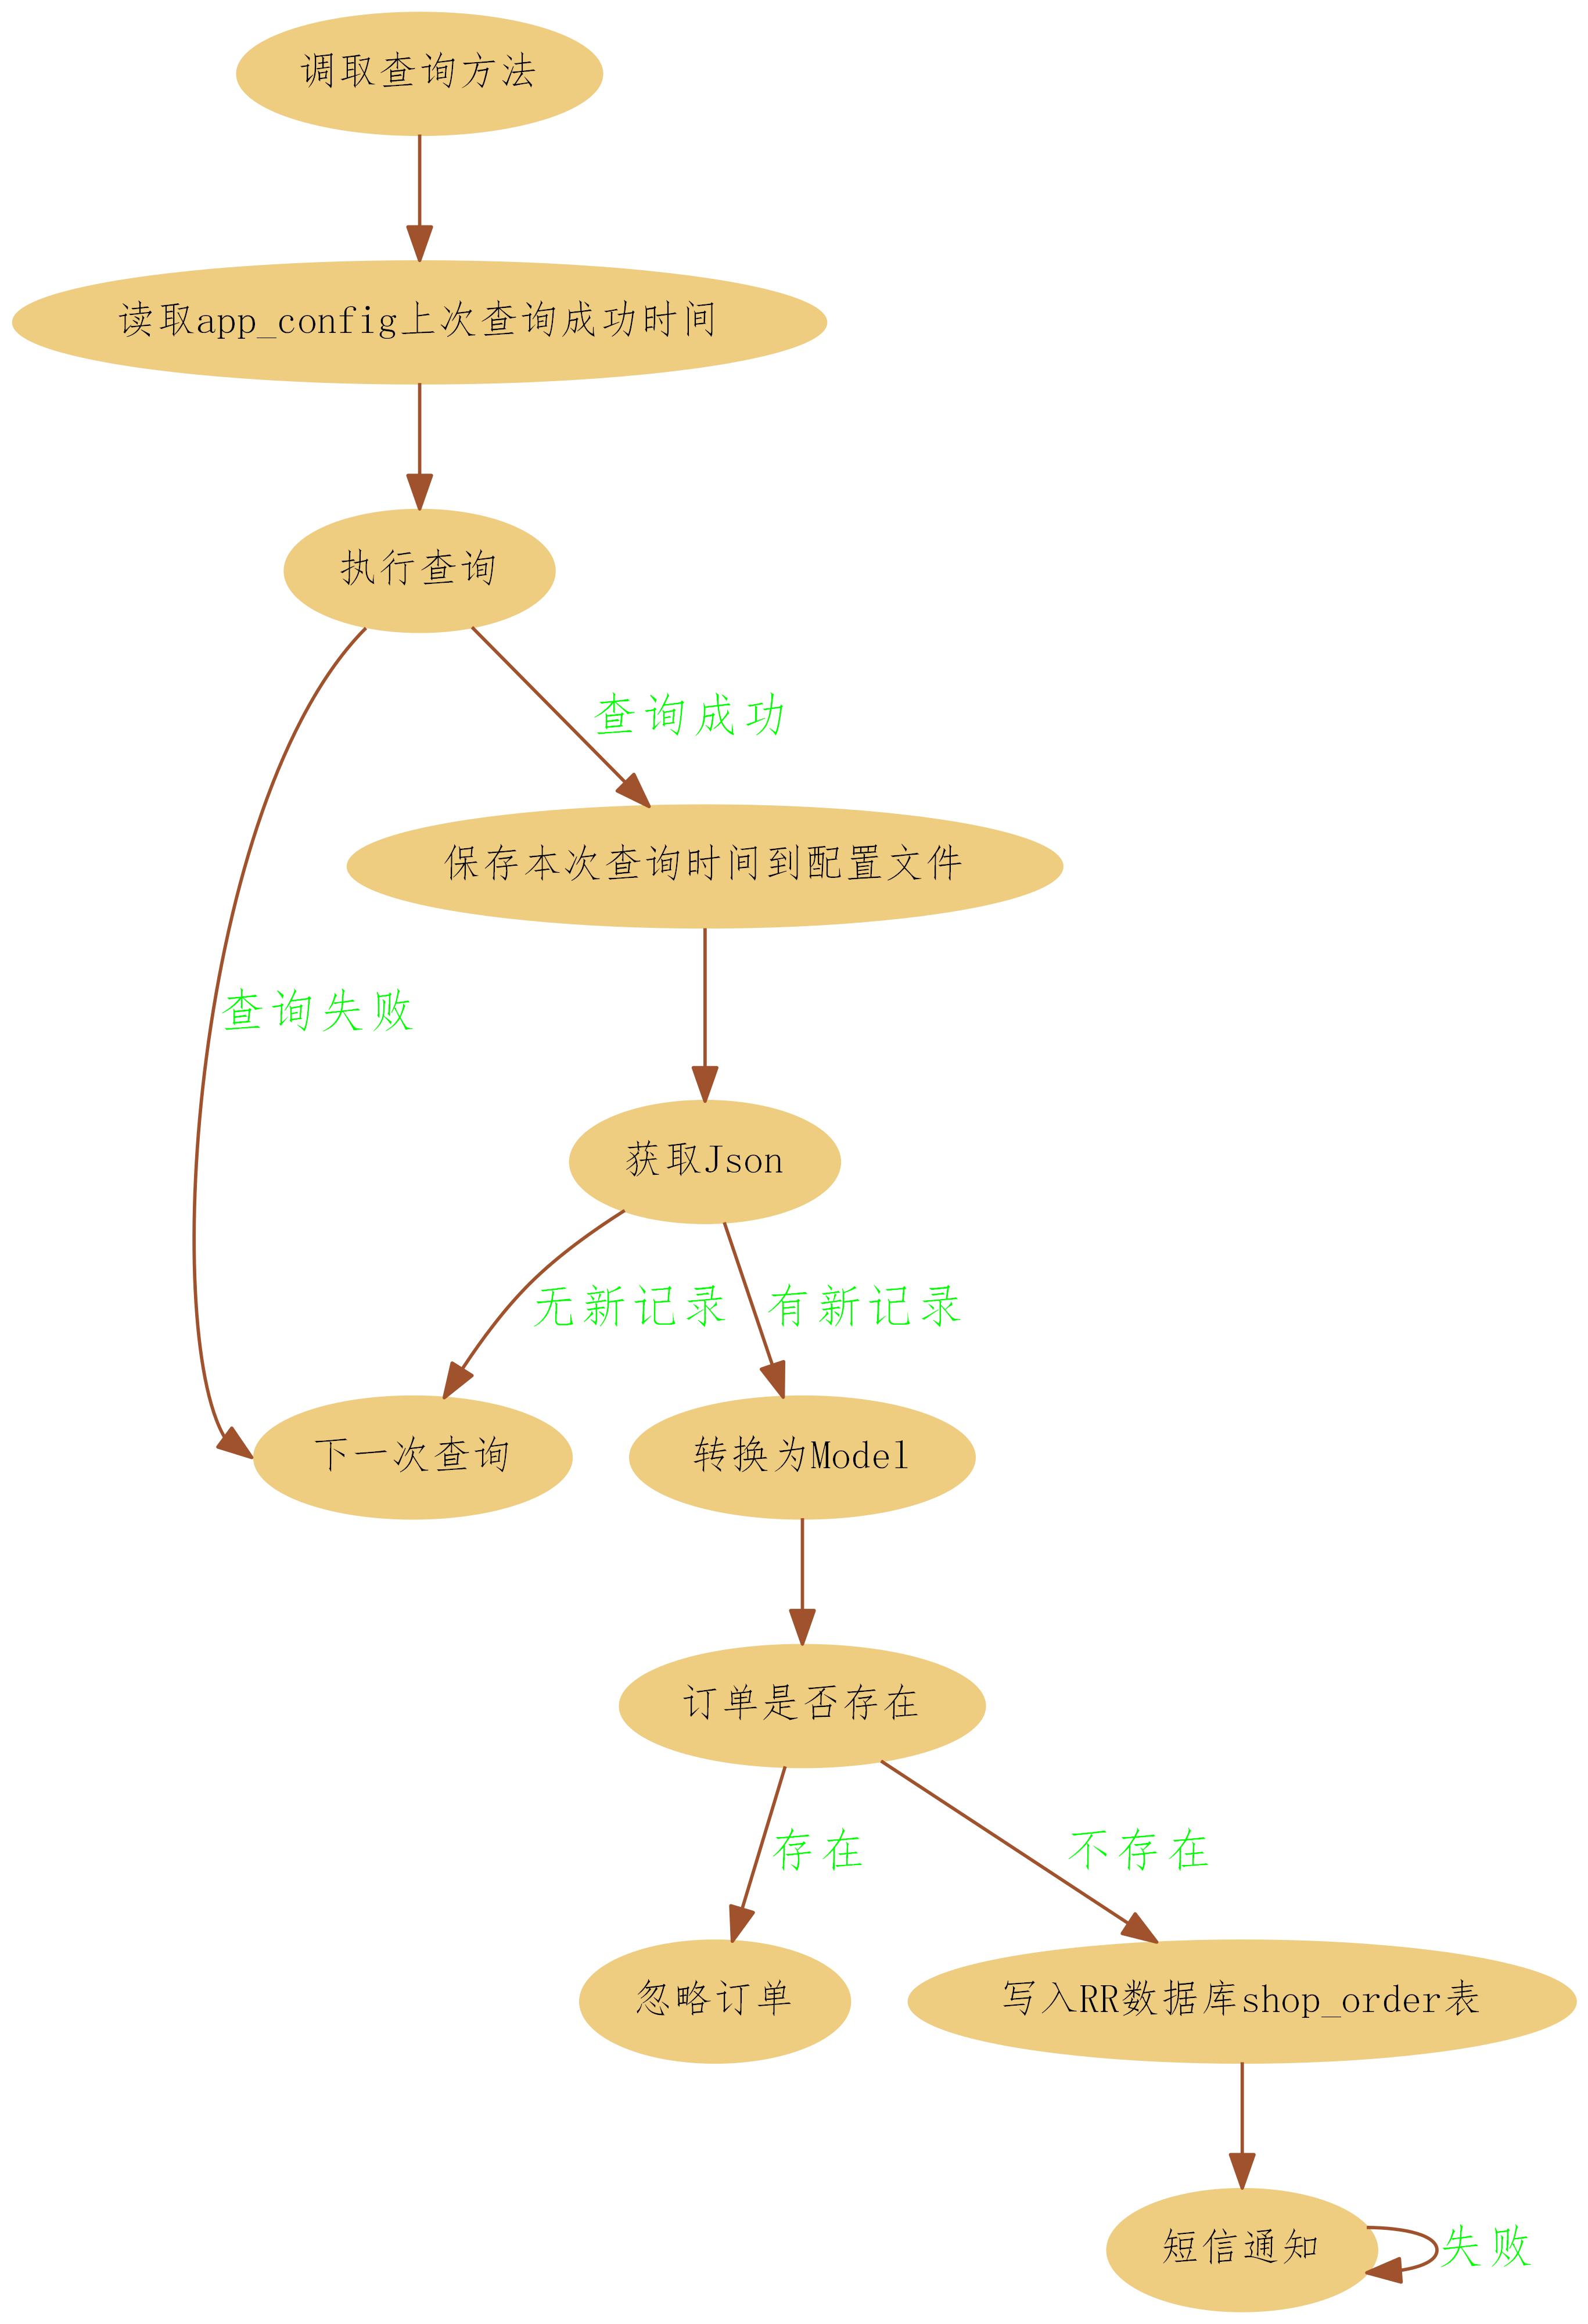 调取查询方法
读取app_config上次查询成功时间
执行查询
查询成功
保存本次查询时间到配置文件
查询失败
获取Json
无新记录
有新记录
下一次查询
转换为Model
订单是否存在
存在
不存在
忽略订单
写入RR数据库shop_order表
短信通知
失败